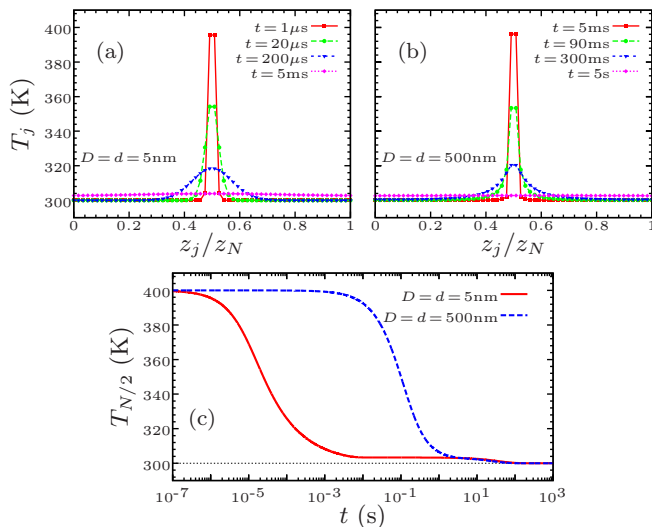 (a)
t = 1μs
t = 20μs
t = 200μs
t = 5ms
D = d = 5nm
400
380
360
340
320
300
T_j (K)
0 0.2 0.4 0.6 0.8 1
z_j/z_N
(b)
t = 5ms
t = 90ms
t = 300ms
t = 5s
D = d = 500nm
0 0.2 0.4 0.6 0.8 1
z_j/z_N
D = d = 5nm
D = d = 500nm
400
380
360
340
320
300
T_{N/2} (K)
(c)
10^{-7} 10^{-5} 10^{-3} 10^{-1} 10^1 10^3
t (s)